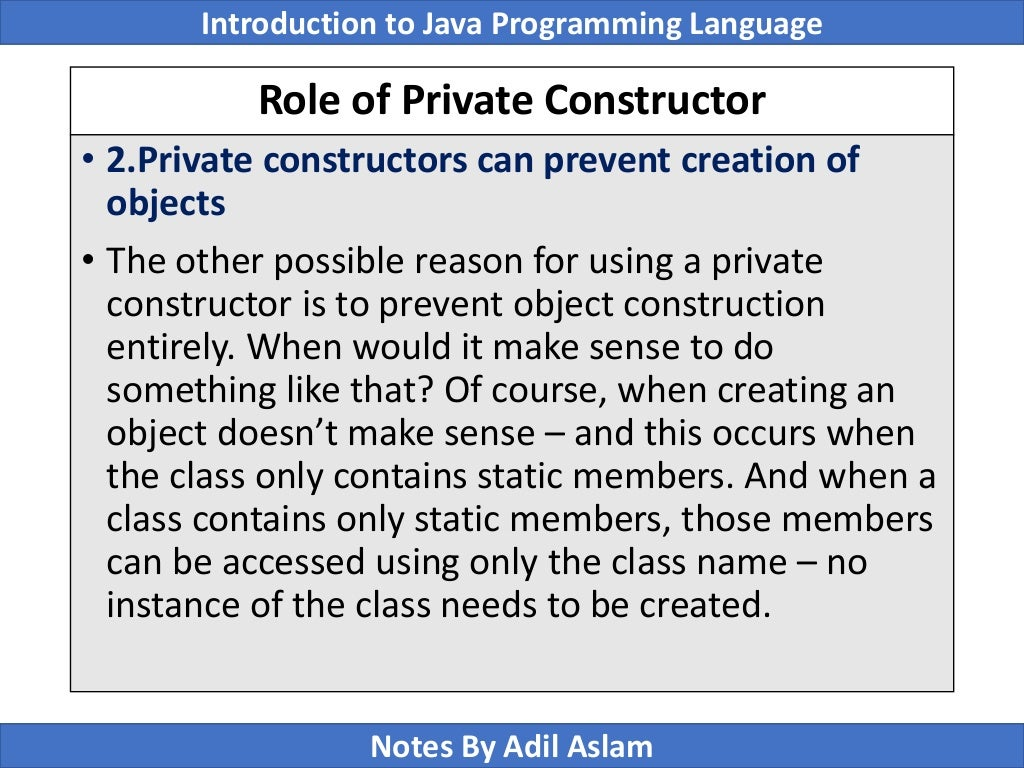 Introduction to Java Programming Language
Role of Private Constructor
• 2.Private constructors can prevent creation of
objects
• The other possible reason for using a private
constructor is to prevent object construction
entirely. When would it make sense to do
something like that? Of course, when creating an
object doesn’t make sense – and this occurs when
the class only contains static members. And when a
class contains only static members, those members
can be accessed using only the class name – no
instance of the class needs to be created.
Notes By Adil Aslam